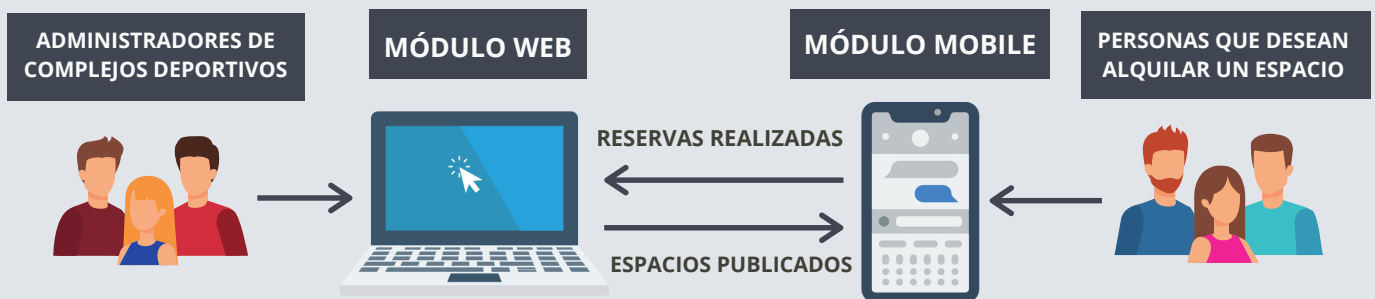 ADMINISTRADORES DE
COMPLEJOS DEPORTIVOS
MÓDULO WEB
MÓDULO MOBILE
PERSONAS QUE DESEAN
ALQUILAR UN ESPACIO
RESERVAS REALIZADAS
ESPACIOS PUBLICADOS